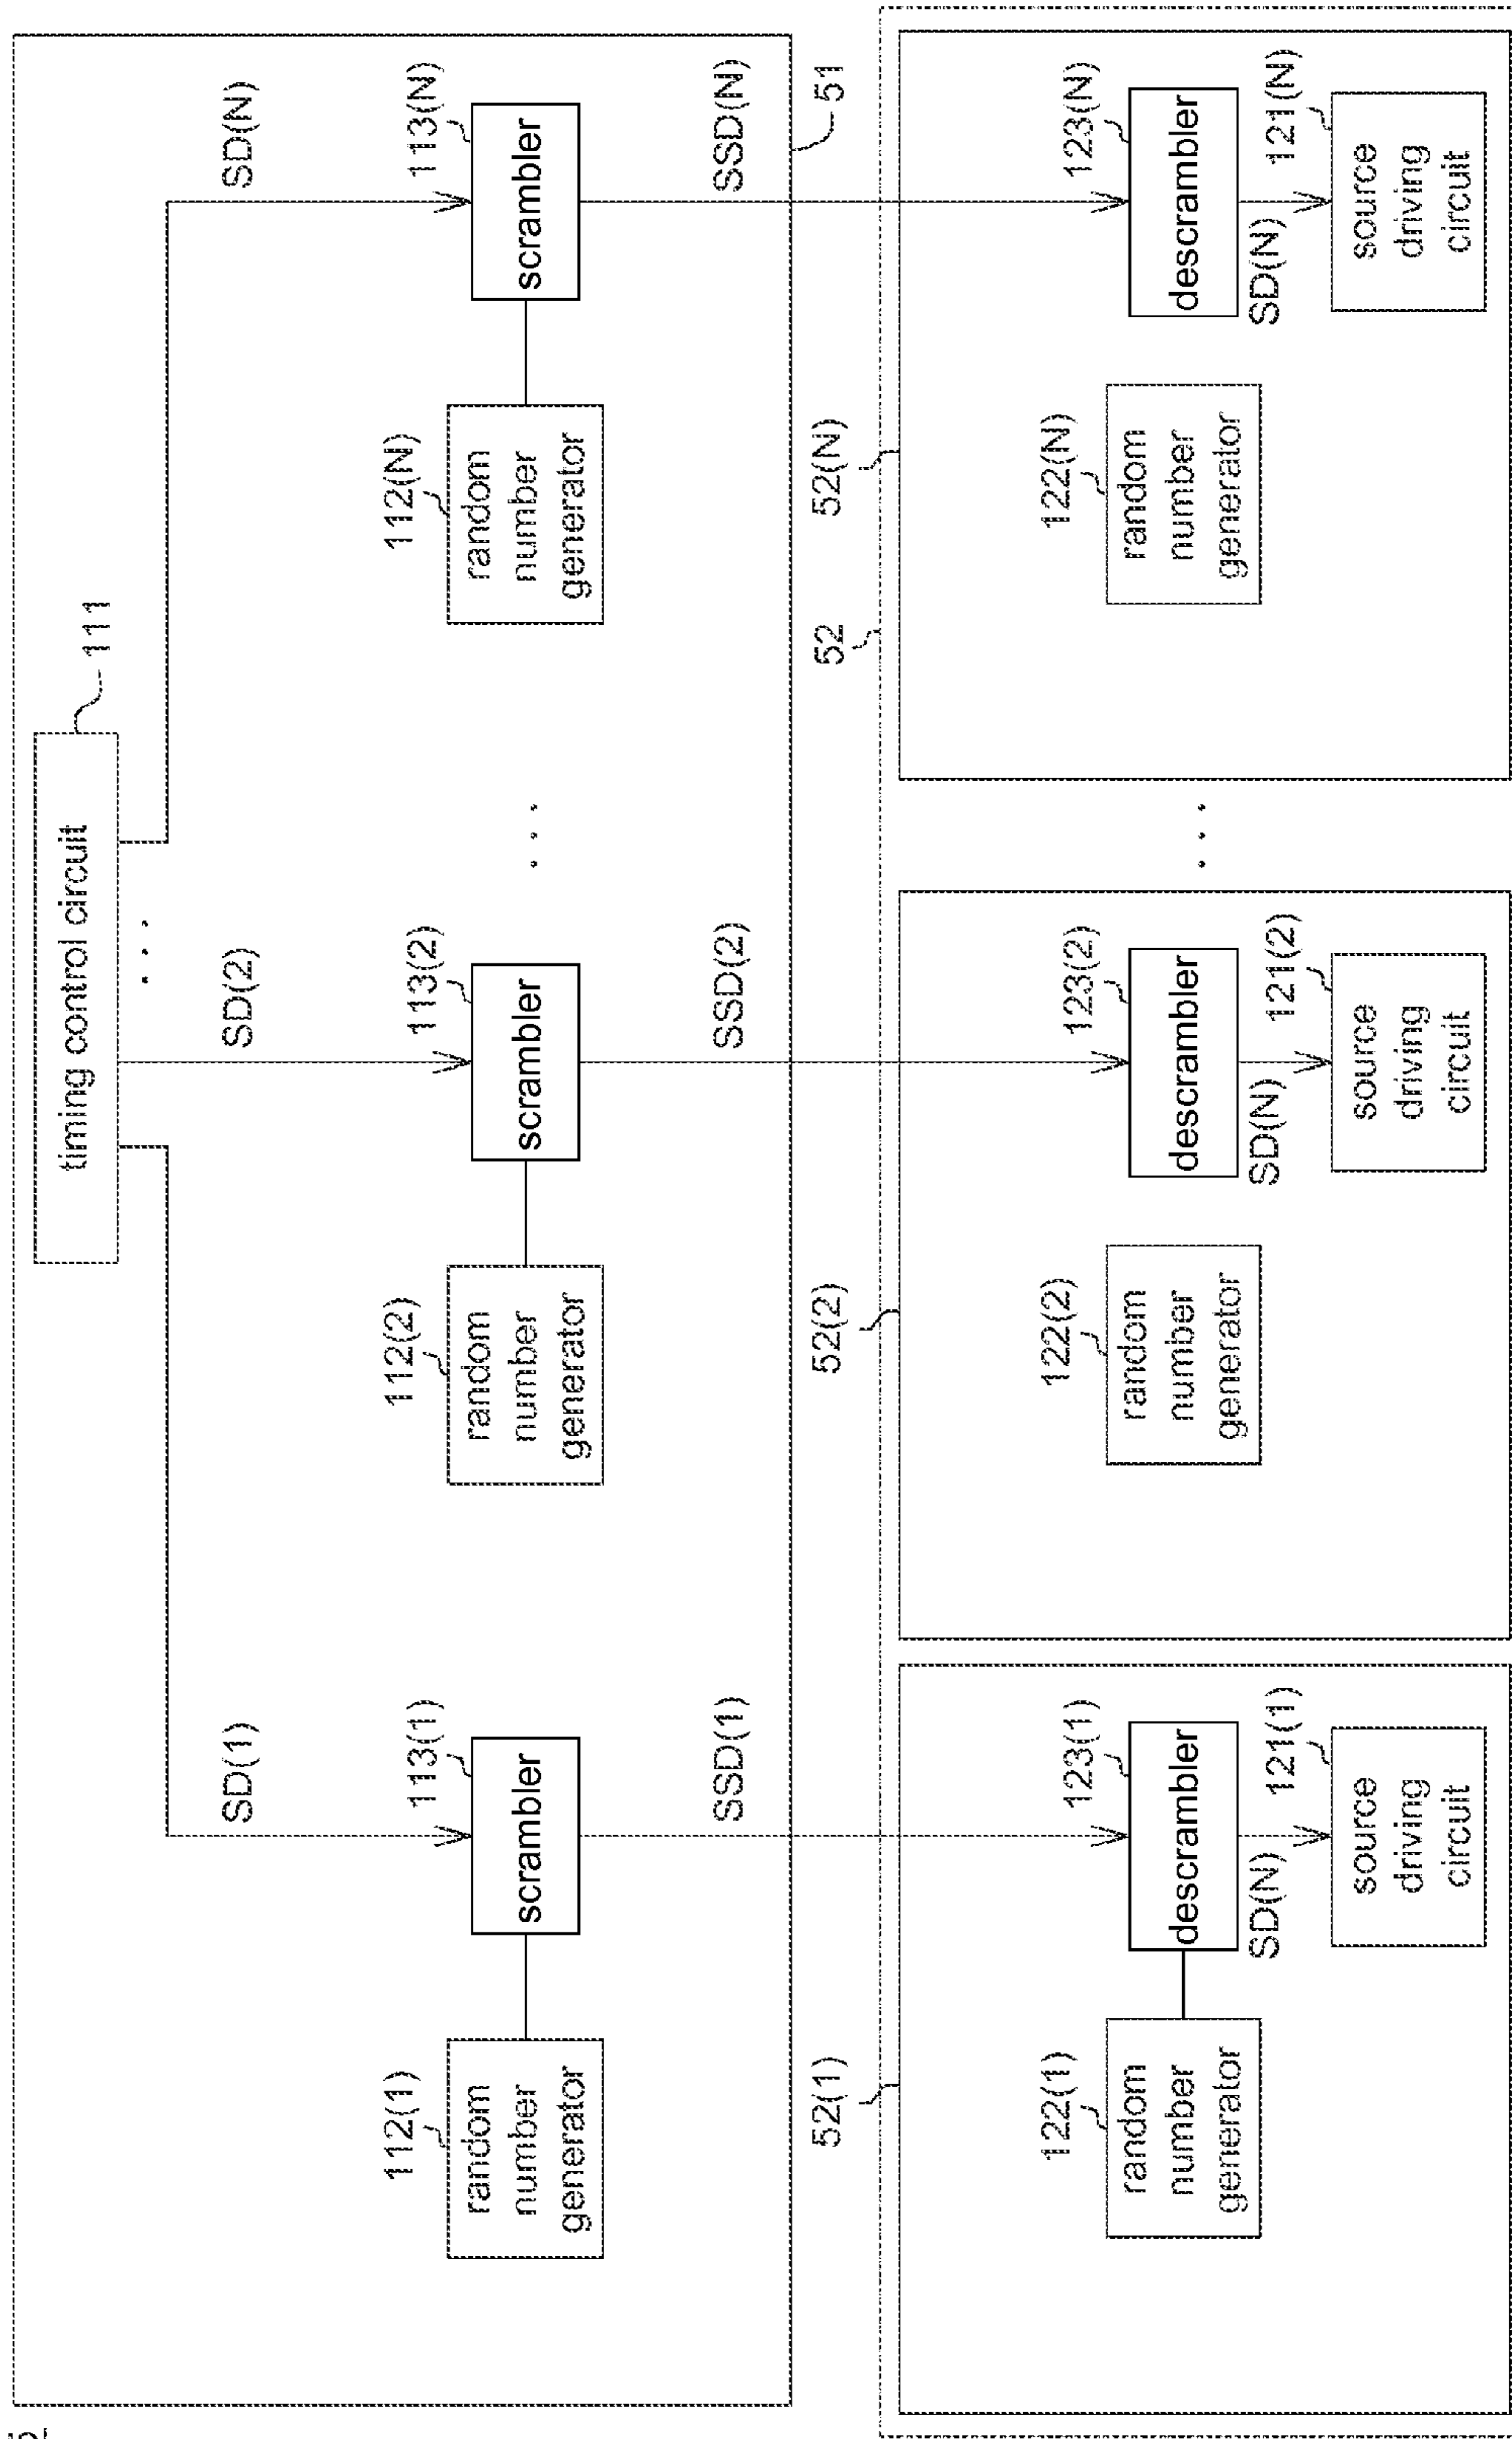 5
timing control circuit
111
SD(1)
SD(2)
. . .
SD(N)
112(1)
random
number
generator
113(1)
scrambler
112(2)
random
number
generator
113(2)
scrambler
. . .
112(N)
random
number
generator
113(N)
scrambler
SSD(1)
SSD(2)
SSD(N)
51
52(1)
52(2)
52
52(N)
122(1)
random
number
generator
123(1)
descrambler
SD(N)
121(1)
source
driving
circuit
122(2)
random
number
generator
123(2)
descrambler
SD(N)
121(2)
source
driving
circuit
. . .
122(N)
random
number
generator
123(N)
descrambler
SD(N)
121(N)
source
driving
circuit